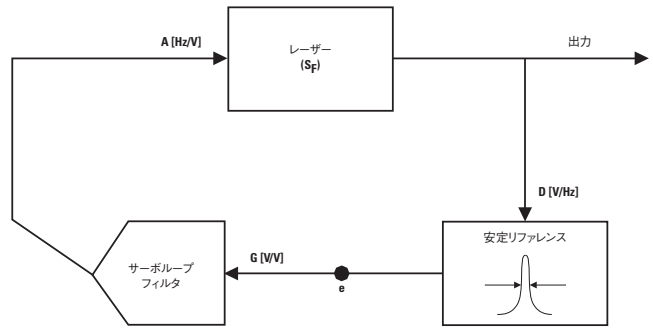 A [Hz/V]
レーザー
(SF)
出力
D [V/Hz]
安定リファレンス
G [V/V]
サーボループ
フィルタ
e